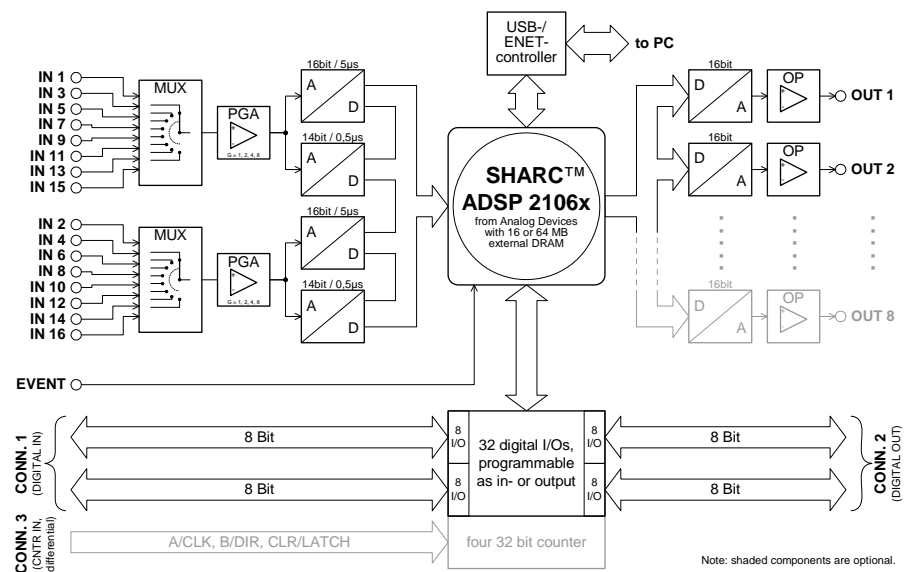 USB-/
ENET-
controller
to PC
IN 1
IN 3
IN 5
IN 7
IN 9
IN 11
IN 13
IN 15
MUX
PGA
G = 1, 2, 4, 8
16bit / 5µs
A
D
14bit / 0,5µs
A
D
IN 2
IN 4
IN 6
IN 8
IN 10
IN 12
IN 14
IN 16
MUX
PGA
G = 1, 2, 4, 8
16bit / 5µs
A
D
14bit / 0,5µs
A
D
SHARC™
ADSP 2106x
from Analog Devices
with 16 or 64 MB
external DRAM
16bit
D
A
OP
OUT 1
16bit
D
A
OP
OUT 2
16bit
D
A
OP
OUT 8
EVENT
CONN. 1
(DIGITAL IN)
8 Bit
8 Bit
8
I/O
8
I/O
32 digital I/Os,
programmable
as in- or output
8
I/O
8
I/O
8 Bit
8 Bit
CONN. 2
(DIGITAL OUT)
CONN. 3
(CNTR IN,
differential)
A/CLK, B/DIR, CLR/LATCH
four 32 bit counter
Note: shaded components are optional.